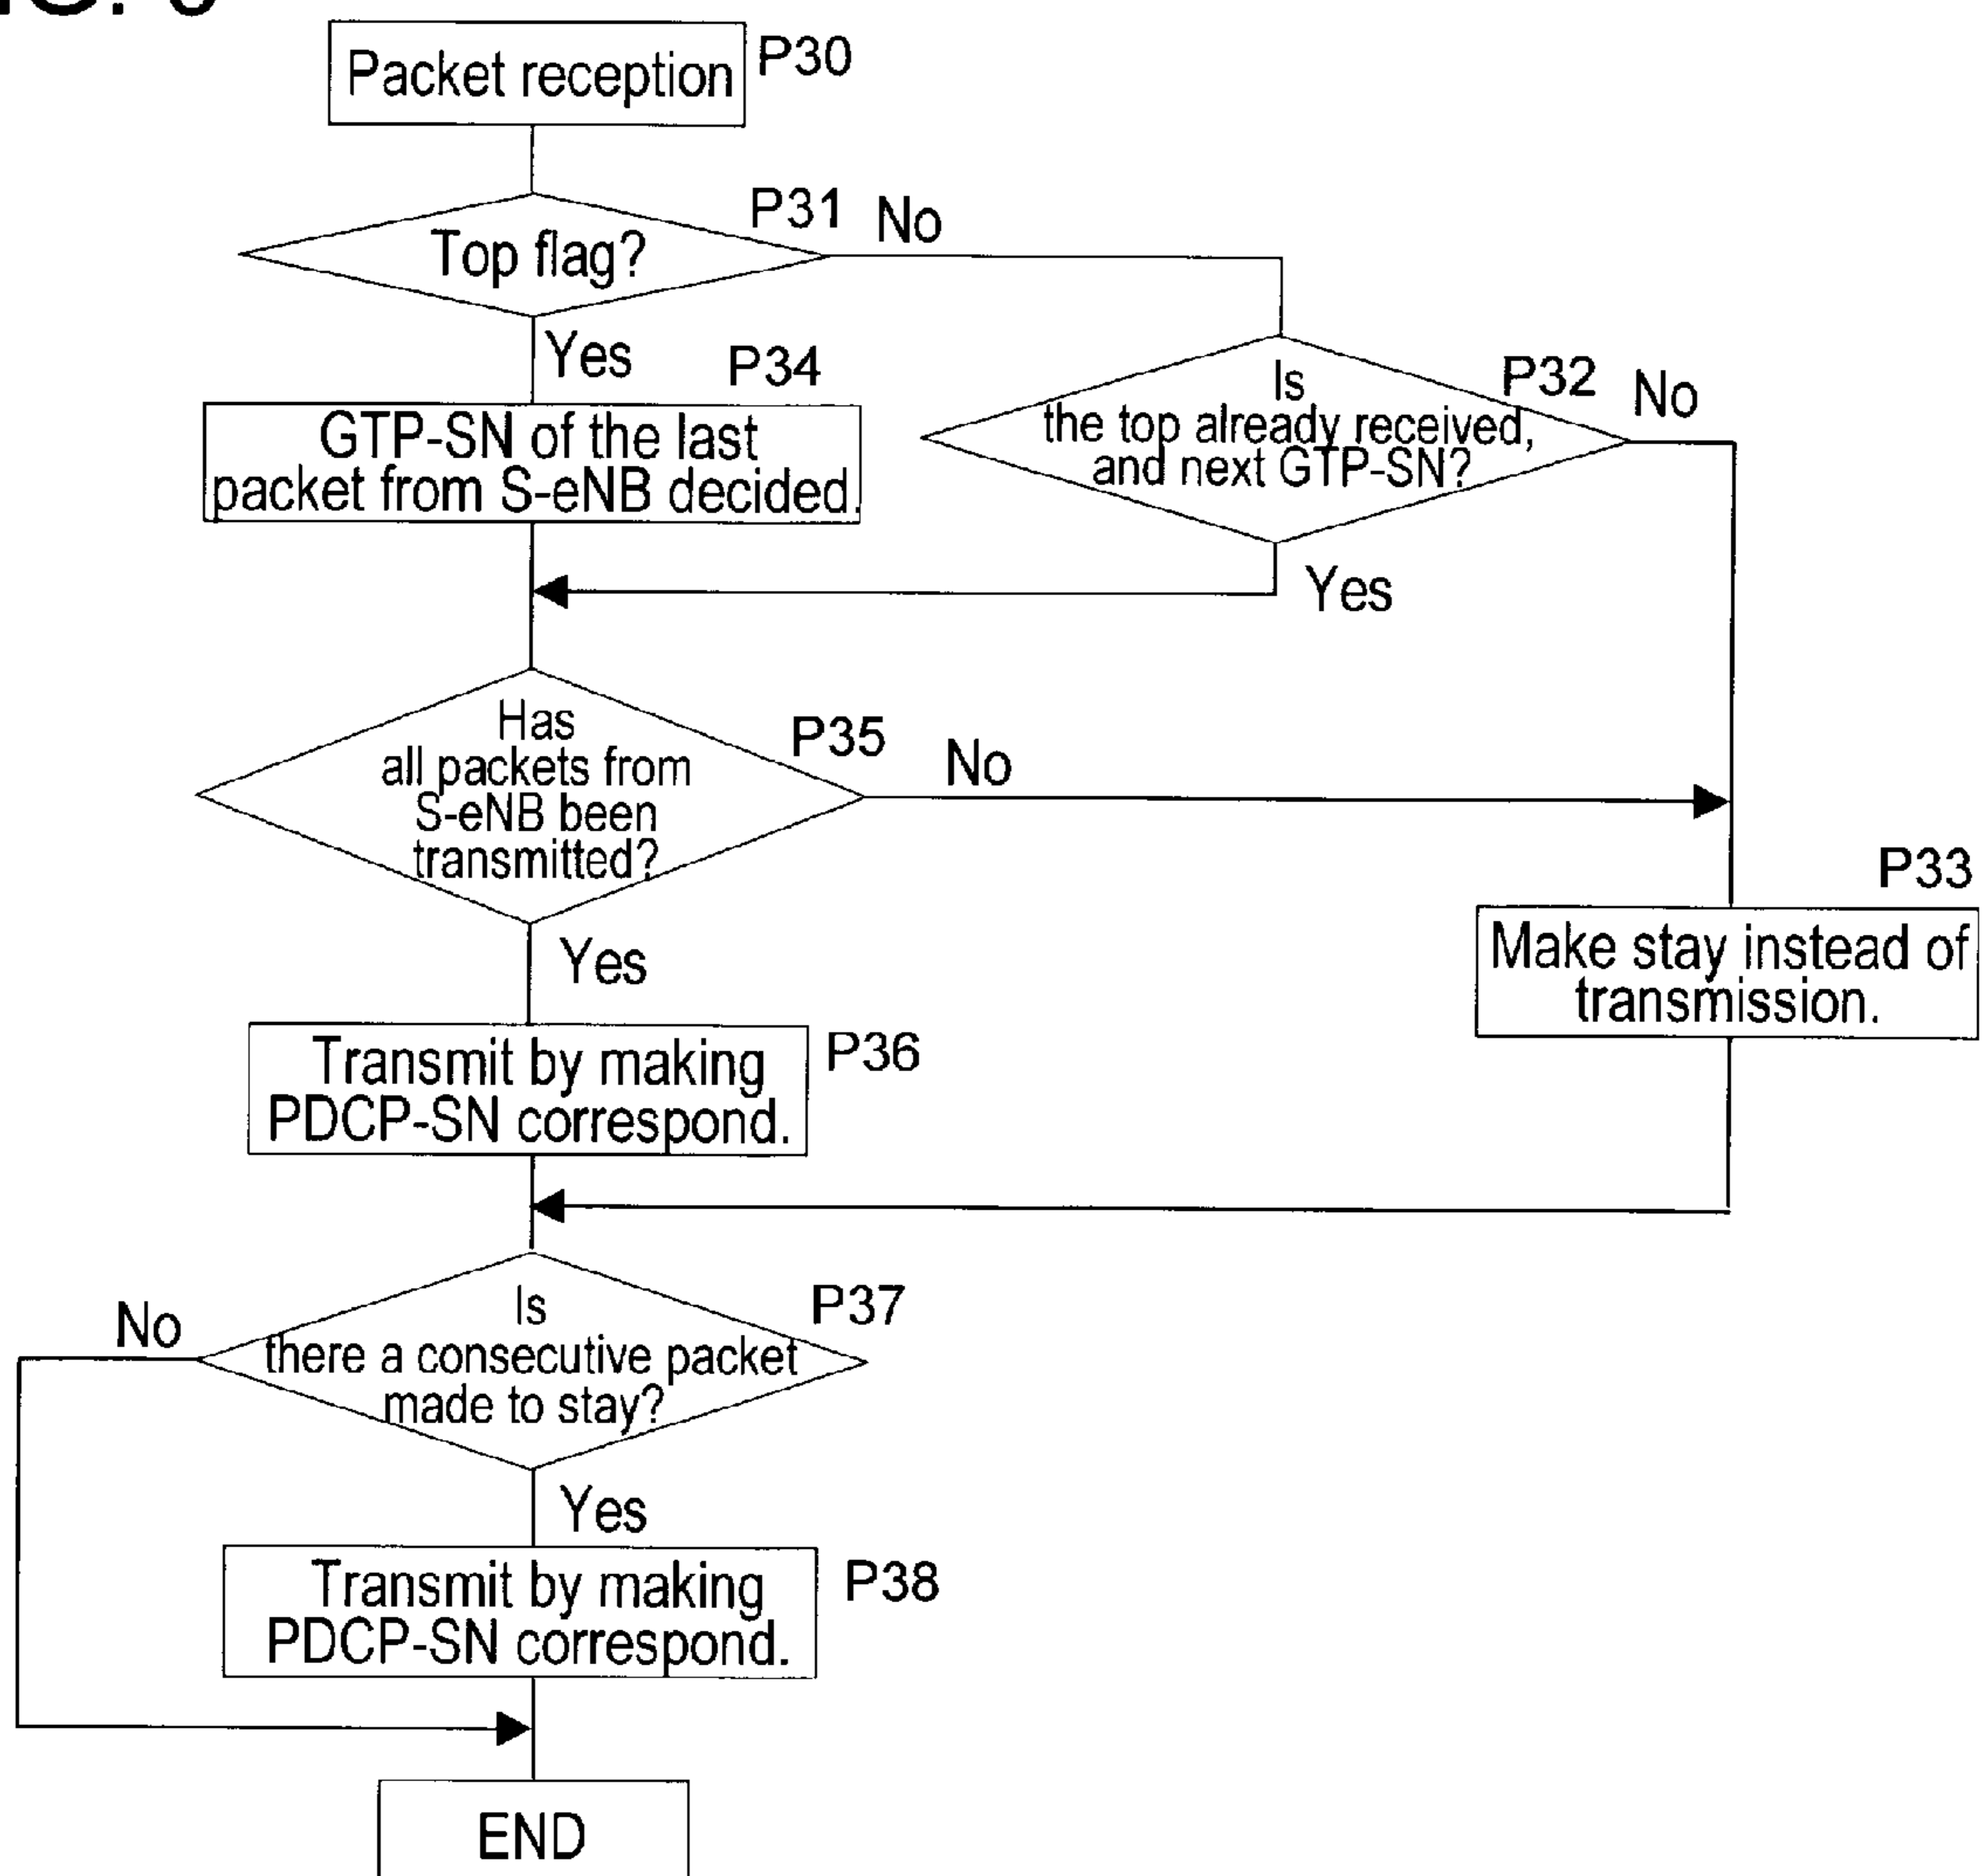 Packet reception
P30
P31
No
Top flag?
Yes
P34
P32
No
GTP-SN of the last
packet from S-eNB decided.
Is
the top already received,
and next GTP-SN?
Yes
Has
all packets from
S-eNB been
transmitted?
P35
No
P33
Make stay instead of
transmission.
Yes
Transmit by making
PDCP-SN correspond.
P36
No
Is
there a consecutive packet
made to stay?
P37
Yes
Transmit by making
PDCP-SN correspond.
P38
END